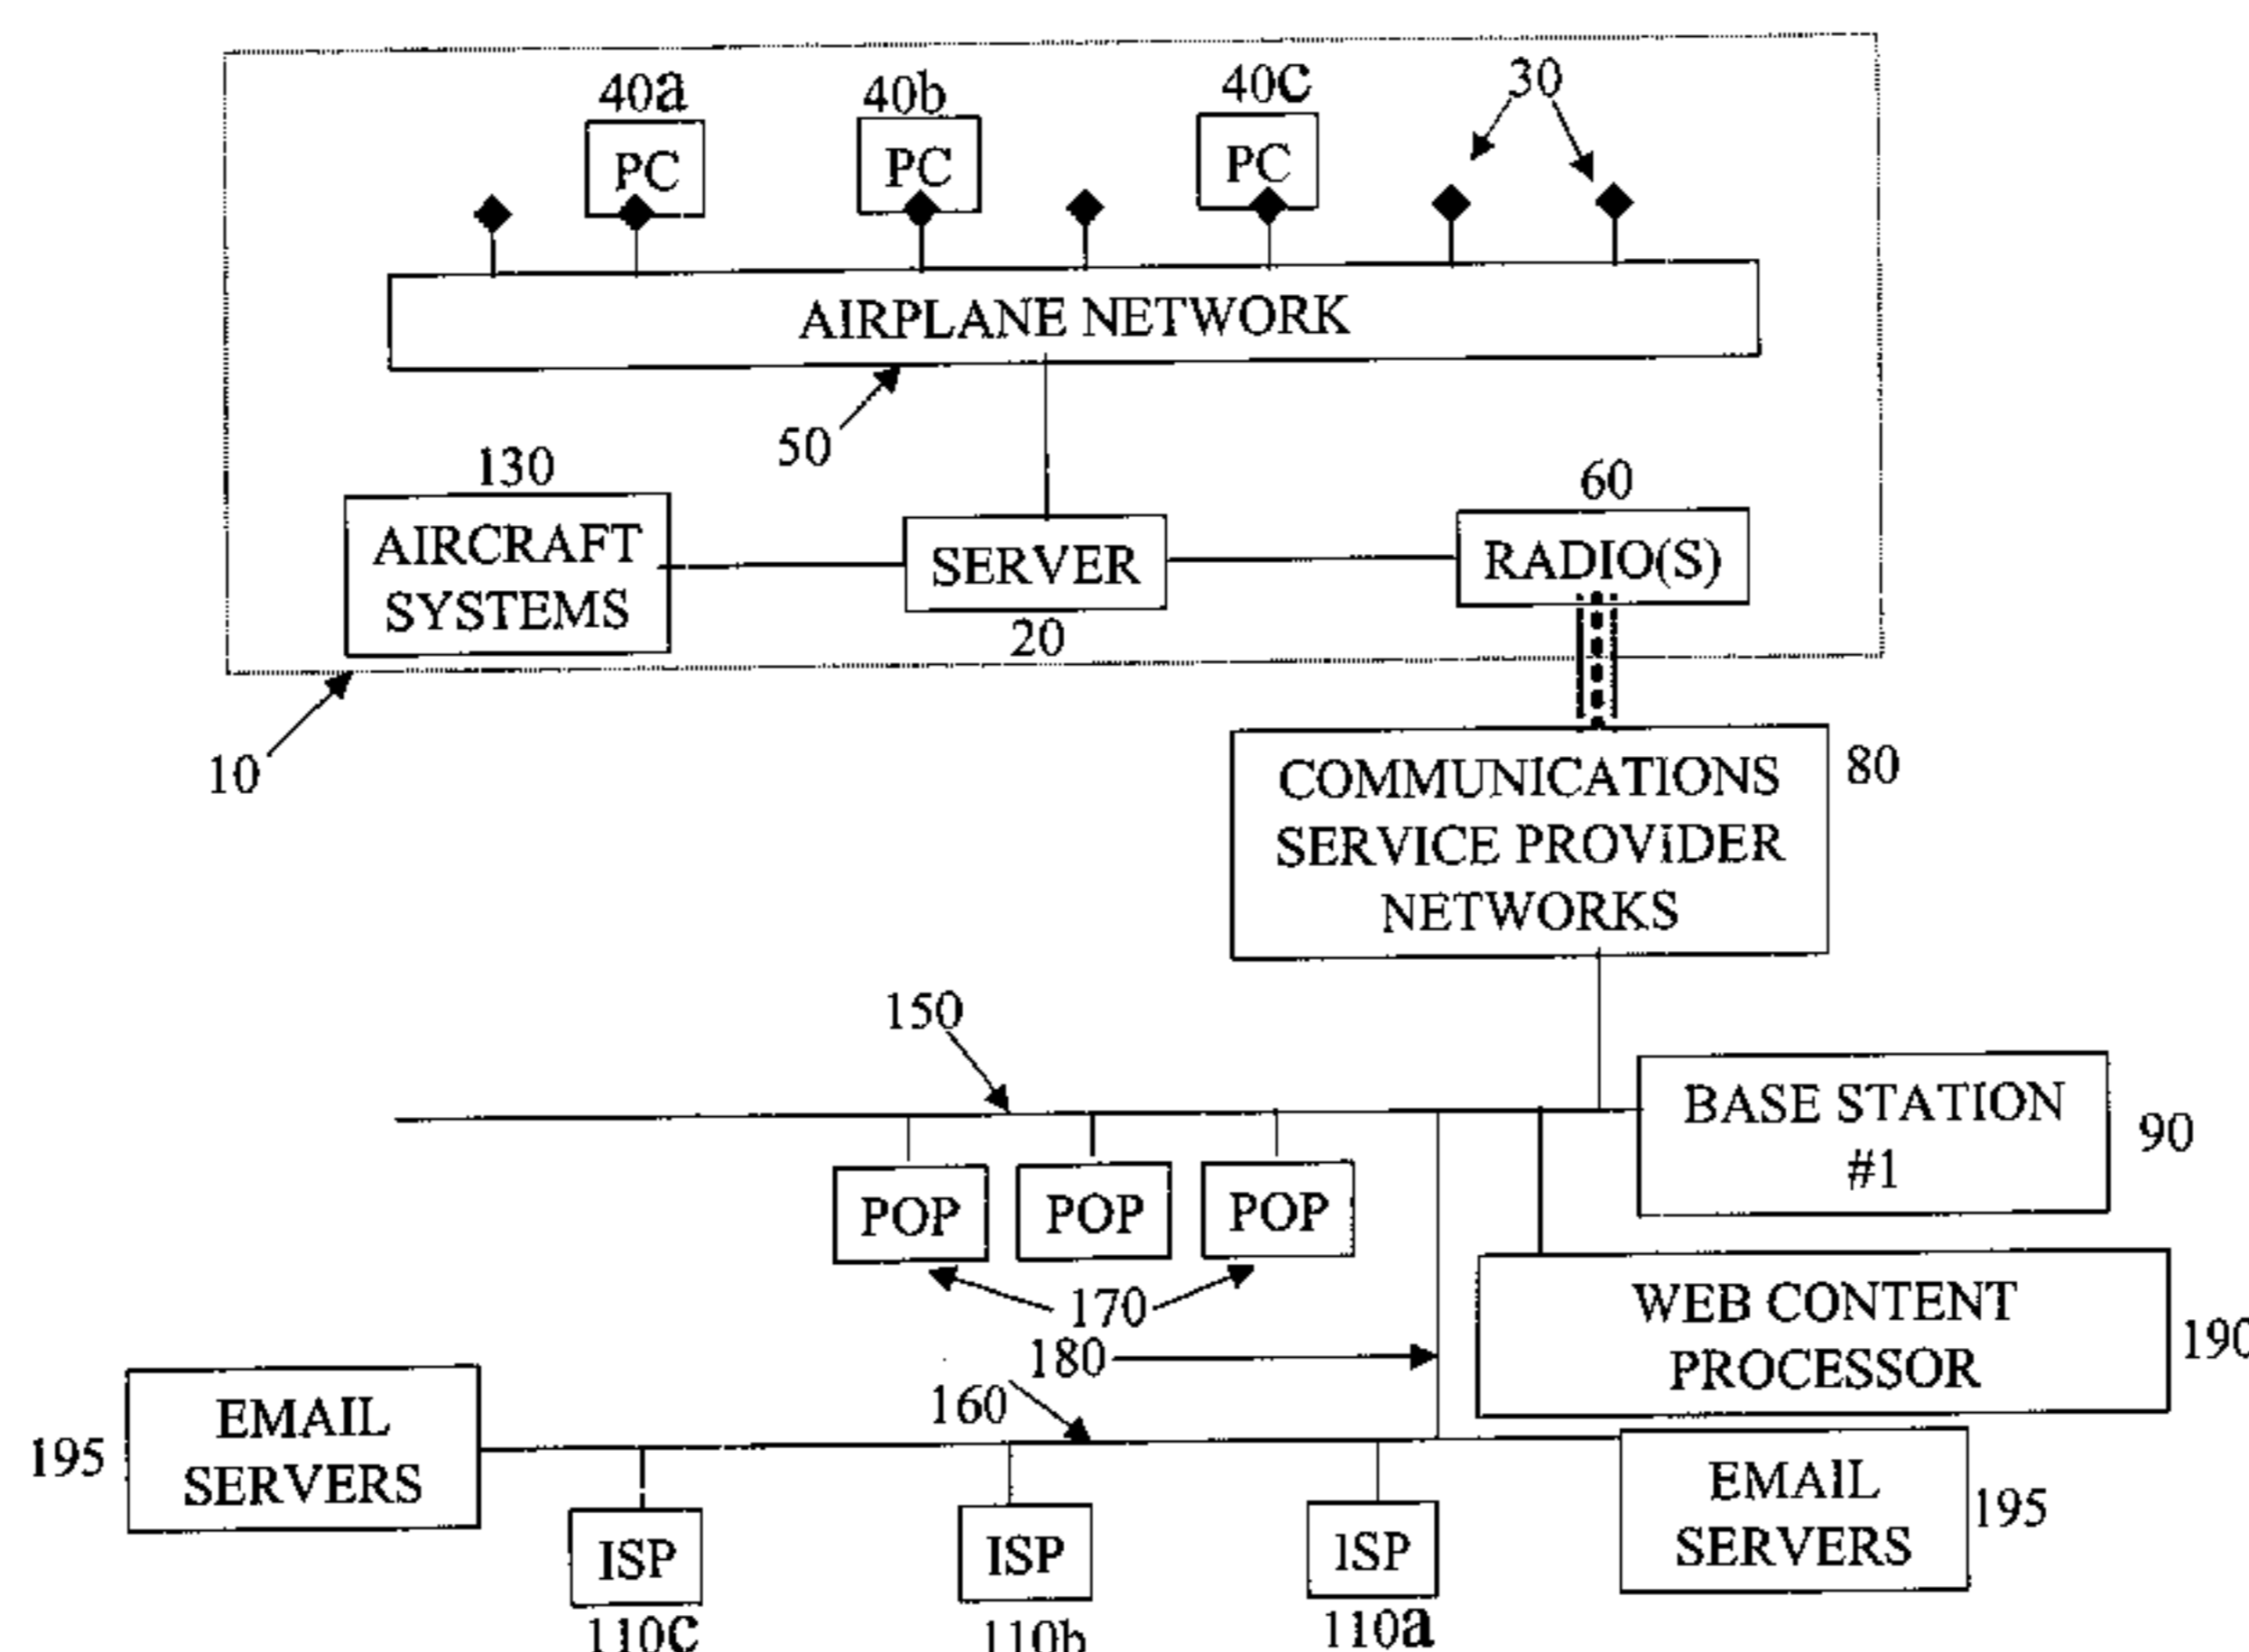 40a
40b
40c
30
PC
PC
PC
AIRPLANE NETWORK
50
130
60
AIRCRAFT
SYSTEMS
SERVER
RADIO(S)
20
10
COMMUNICATIONS
SERVICE PROVIDER
NETWORKS
80
150
BASE STATION
#1
90
POP
POP
POP
170
180
WEB CONTENT
PROCESSOR
190
160
EMAIL
SERVERS
195
EMAIL
SERVERS
195
ISP
ISP
ISP
110c
110b
110a